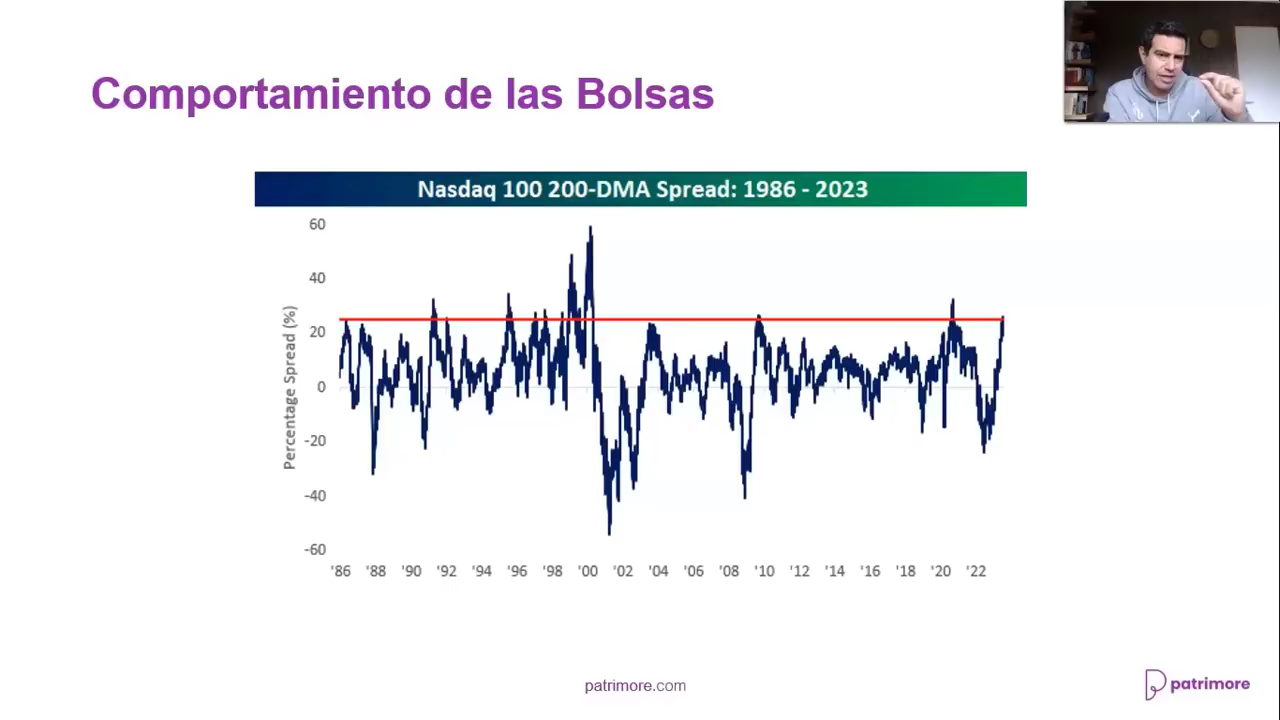 Comportamiento de las Bolsas
Nasdaq 100 200-DMA Spread: 1986 - 2023
Percentage Spread (%)
60
40
20
0
-20
-40
-60
'86 '88 '90 '92 '94 '96 '98 '00 '02 '04 '06 '08 '10 '12 '14 '16 '18 '20 '22
patrimore.com
patrimore